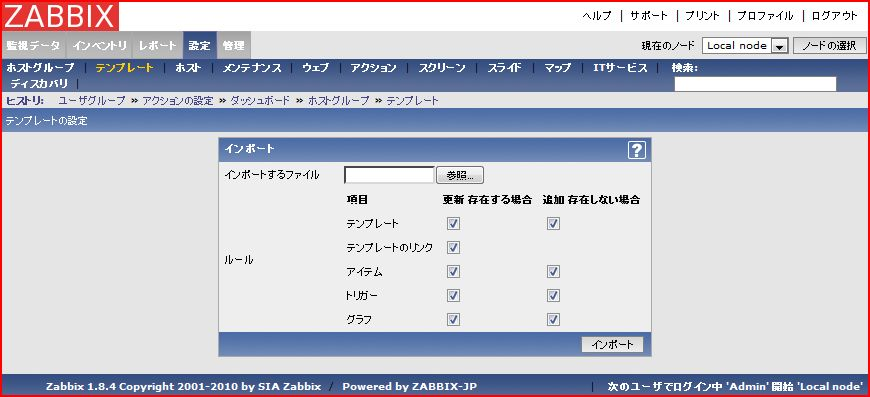 ZABBIX
ヘルプ | サポート | プリント | プロファイル | ログアウト
監視データ インベントリ レポート 設定 管理
現在のノード Local node ノードの選択
ホストグループ | テンプレート | ホスト | メンテナンス | ウェブ | アクション | スクリーン | スライド | マップ | ITサービス | 検索:
ディスカバリ |
ヒストリ: ユーザグループ » アクションの設定 » ダッシュボード » ホストグループ » テンプレート
テンプレートの設定
インポート ?
インポートするファイル 参照...
項目 更新 存在する場合 追加 存在しない場合
テンプレート
テンプレートのリンク
ルール
アイテム
トリガー
グラフ
インポート
Zabbix 1.8.4 Copyright 2001-2010 by SIA Zabbix / Powered by ZABBIX-JP | 次のユーザでログイン中 'Admin' 開始 'Local node'